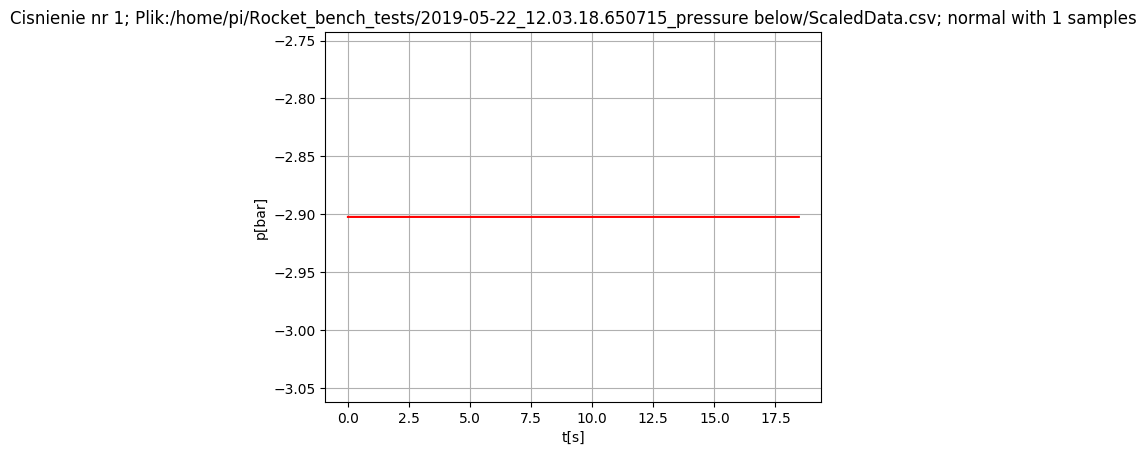 Cisnienie nr 1; Plik:/home/pi/Rocket_bench_tests/2019-05-22_12.03.18.650715_pressure below/ScaledData.csv; normal with 1 samples
−2.75
−2.80
−2.85
−2.90
−2.95
−3.00
−3.05
p[bar]
0.0 2.5 5.0 7.5 10.0 12.5 15.0 17.5
t[s]